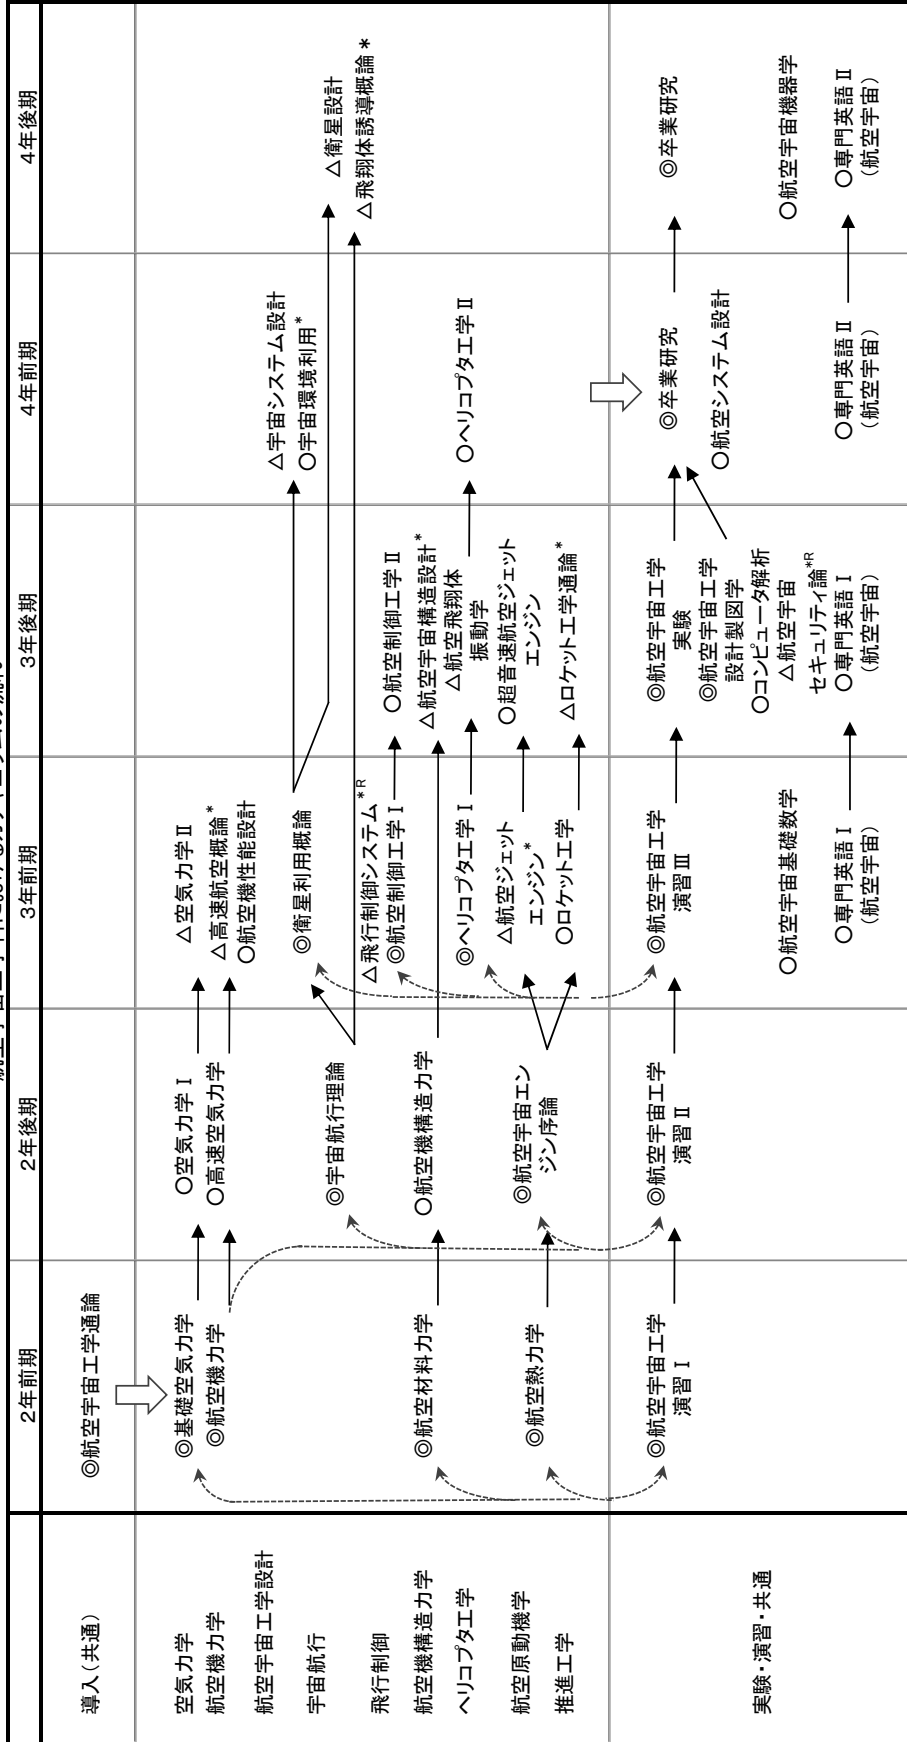 2年前期
2年後期
3年前期
3年後期
4年前期
4年後期
導入(共通)
◎航空宇宙工学通論
空気力学
◎基礎空気力学
○空気力学Ⅰ
△空気力学Ⅱ
航空機力学
◎航空機力学
○高速空気力学
△高速航空概論*
○航空機性能設計
航空宇宙工学設計
△宇宙システム設計
○宇宙環境利用*
宇宙航行
◎宇宙航行理論
◎衛星利用概論
△衛星設計
△飛翔体誘導概論*
飛行制御
△飛行制御システム*R
◎航空制御工学Ⅰ
○航空制御工学Ⅱ
航空機構造力学
◎航空材料力学
○航空機構造力学
△航空宇宙構造設計*
ヘリコプタ工学
◎ヘリコプタ工学Ⅰ
△航空飛翔体
振動学
○ヘリコプタ工学Ⅱ
航空原動機学
◎航空熱力学
◎航空宇宙エン
ジン序論
△航空ジェット
エンジン*
○超音速航空ジェット
エンジン
推進工学
○ロケット工学
△ロケット工学通論*
実験・演習・共通
◎航空宇宙工学
演習Ⅰ
◎航空宇宙工学
演習Ⅱ
◎航空宇宙工学
演習Ⅲ
◎航空宇宙工学
実験
◎卒業研究
◎卒業研究
◎航空宇宙工学
設計製図学
○航空システム設計
○コンピュータ解析
○航空宇宙基礎数学
△航空宇宙
セキュリティ論*R
○航空宇宙機器学
○専門英語Ⅰ
(航空宇宙)
○専門英語Ⅰ
(航空宇宙)
○専門英語Ⅱ
(航空宇宙)
○専門英語Ⅱ
(航空宇宙)